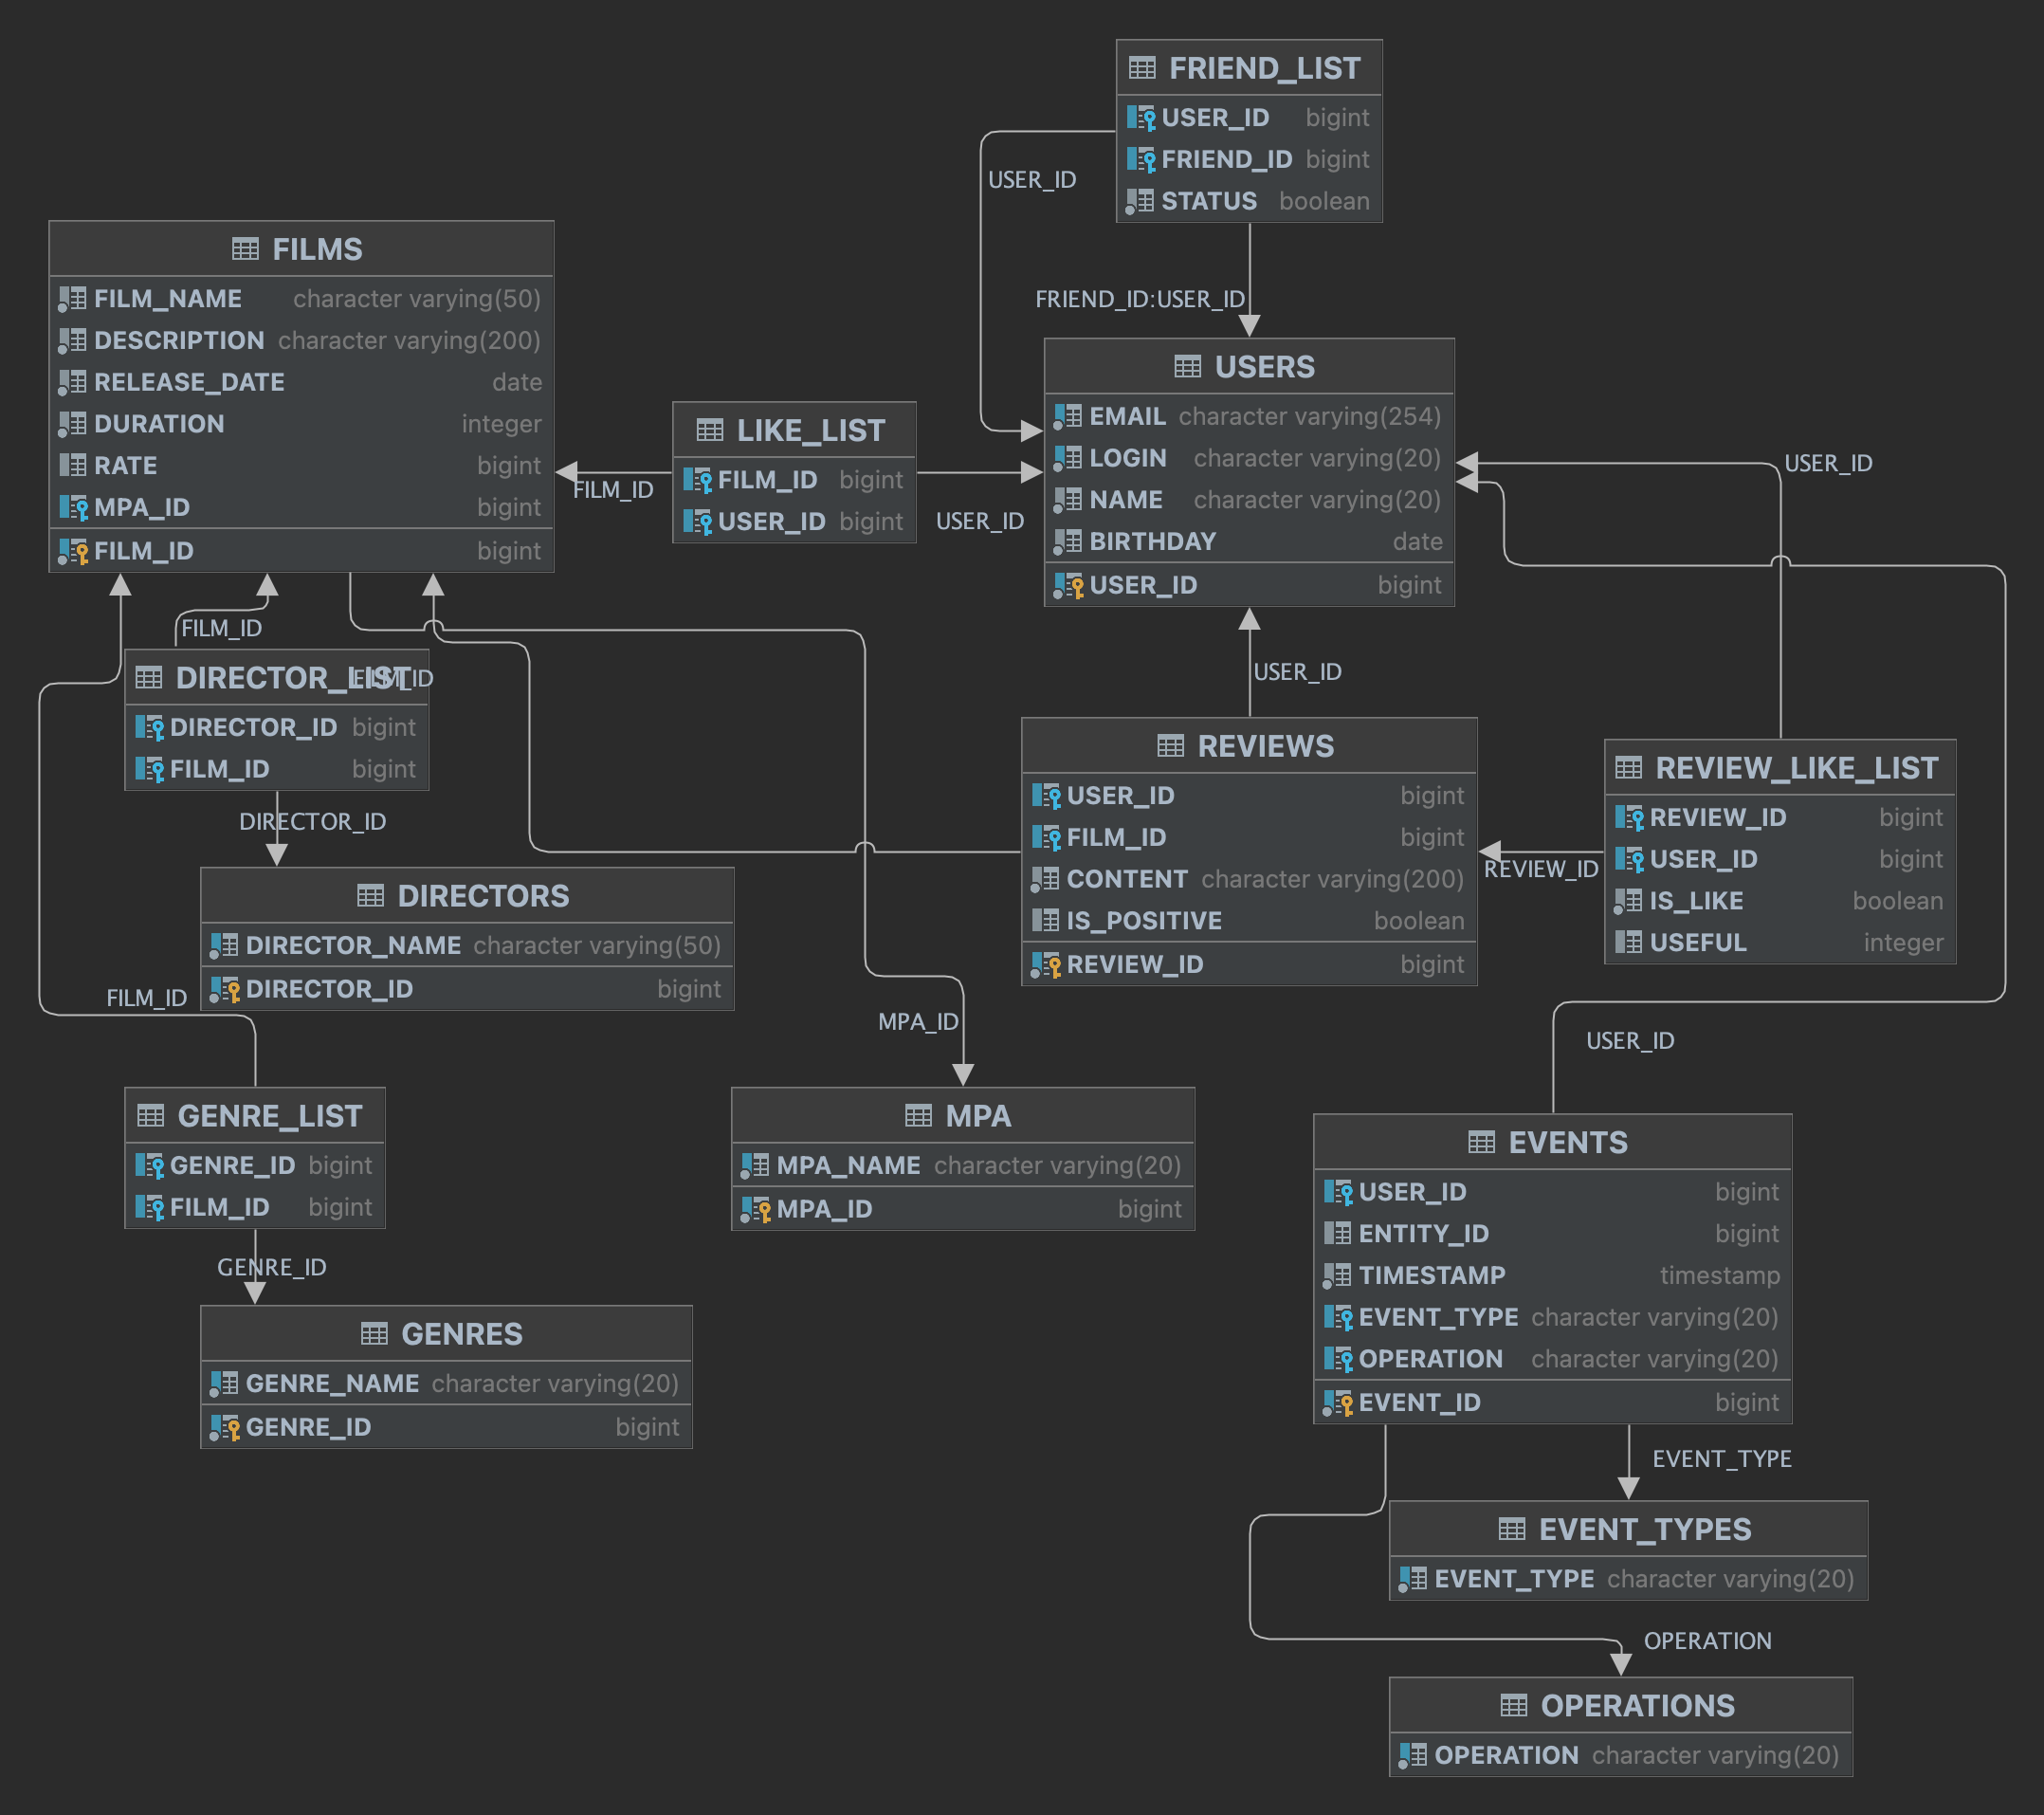 FRIEND_LIST
USER_ID bigint
FRIEND_ID bigint
STATUS boolean
USER_ID
FRIEND_ID:USER_ID
FILMS
FILM_NAME character varying(50)
DESCRIPTION character varying(200)
RELEASE_DATE date
DURATION integer
RATE bigint
MPA_ID bigint
FILM_ID bigint
LIKE_LIST
FILM_ID bigint
USER_ID bigint
FILM_ID
USER_ID
USERS
EMAIL character varying(254)
LOGIN character varying(20)
NAME character varying(20)
BIRTHDAY date
USER_ID bigint
USER_ID
FILM_ID
DIRECTOR_LIST
FILM_ID
DIRECTOR_ID bigint
FILM_ID bigint
DIRECTOR_ID
DIRECTORS
DIRECTOR_NAME character varying(50)
DIRECTOR_ID bigint
USER_ID
REVIEWS
USER_ID bigint
FILM_ID bigint
CONTENT character varying(200)
IS_POSITIVE boolean
REVIEW_ID bigint
REVIEW_ID
REVIEW_LIKE_LIST
REVIEW_ID bigint
USER_ID bigint
IS_LIKE boolean
USEFUL integer
FILM_ID
MPA_ID
USER_ID
GENRE_LIST
GENRE_ID bigint
FILM_ID bigint
GENRE_ID
GENRES
GENRE_NAME character varying(20)
GENRE_ID bigint
MPA
MPA_NAME character varying(20)
MPA_ID bigint
EVENTS
USER_ID bigint
ENTITY_ID bigint
TIMESTAMP timestamp
EVENT_TYPE character varying(20)
OPERATION character varying(20)
EVENT_ID bigint
EVENT_TYPE
EVENT_TYPES
EVENT_TYPE character varying(20)
OPERATION
OPERATIONS
OPERATION character varying(20)